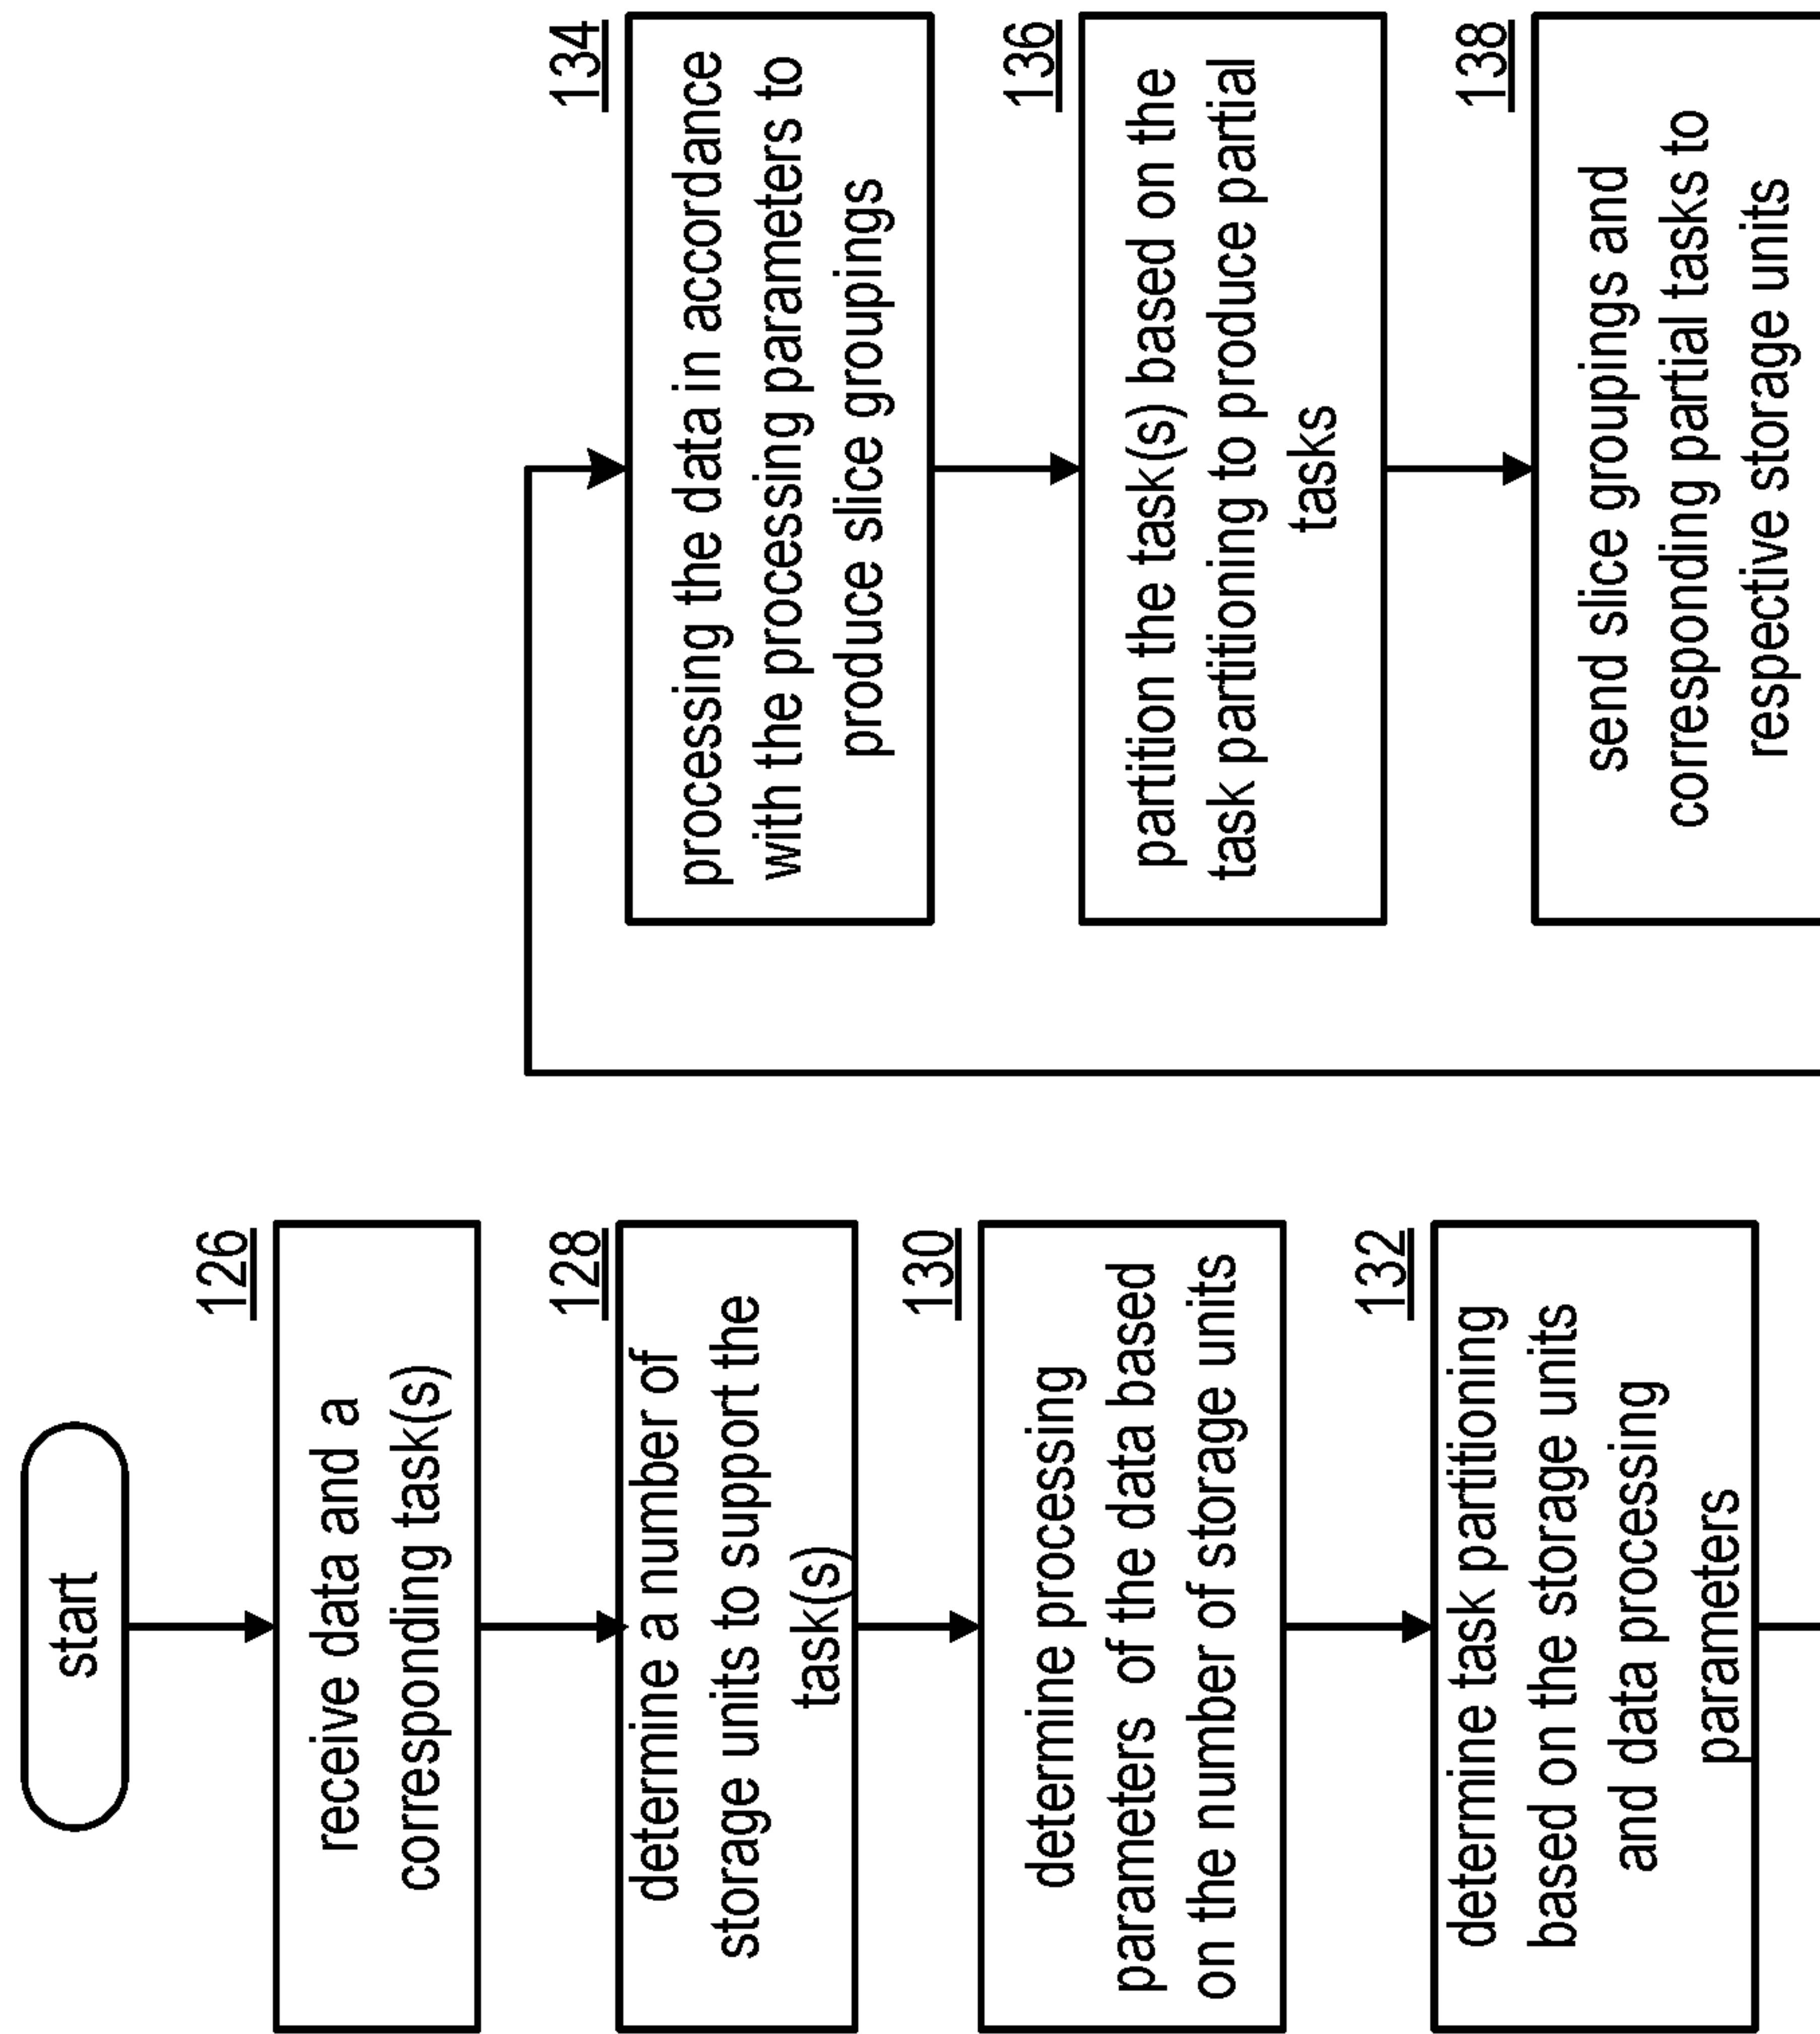 start
126
receive data and a
corresponding task(s)
128
determine a number of
storage units to support the
task(s)
130
determine processing
parameters of the data based
on the number of storage units
132
determine task partitioning
based on the storage units
and data processing
parameters
134
processing the data in accordance
with the processing parameters to
produce slice groupings
136
partition the task(s) based on the
task partitioning to produce partial
tasks
138
send slice groupings and
corresponding partial tasks to
respective storage units